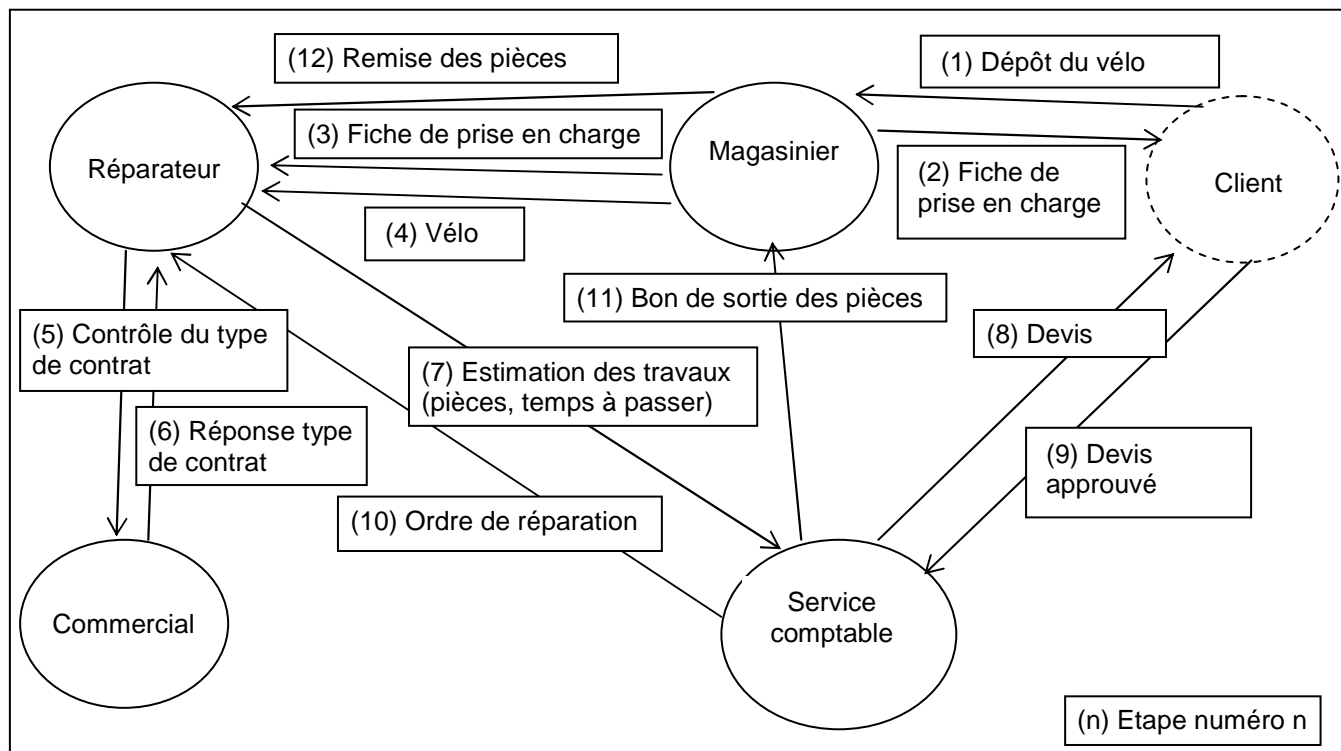 (12) Remise des pièces
(1) Dépôt du vélo
(3) Fiche de prise en charge
Réparateur
Magasinier
(2) Fiche de
prise en charge
Client
(4) Vélo
(11) Bon de sortie des pièces
(5) Contrôle du type
de contrat
(8) Devis
(7) Estimation des travaux
(pièces, temps à passer)
(6) Réponse type
de contrat
(9) Devis
approuvé
(10) Ordre de réparation
Commercial
Service
comptable
(n) Etape numéro n